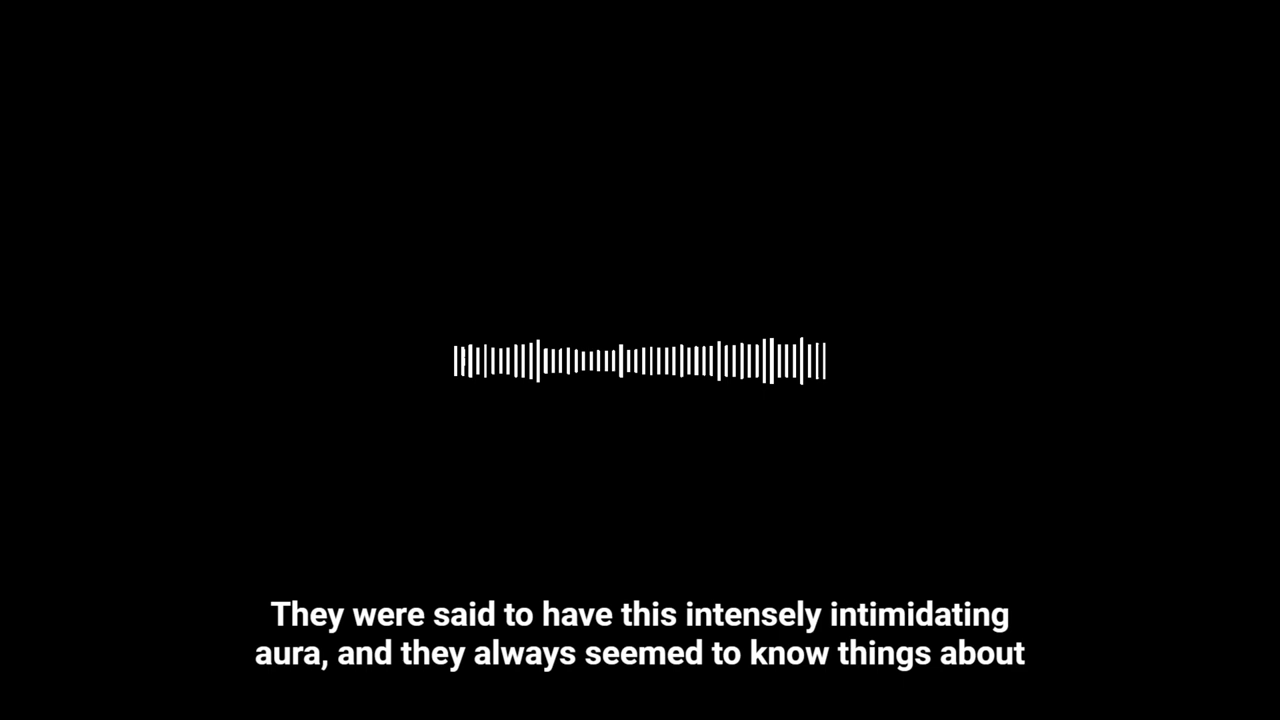 They were said to have this intensely intimidating
aura, and they always seemed to know things about